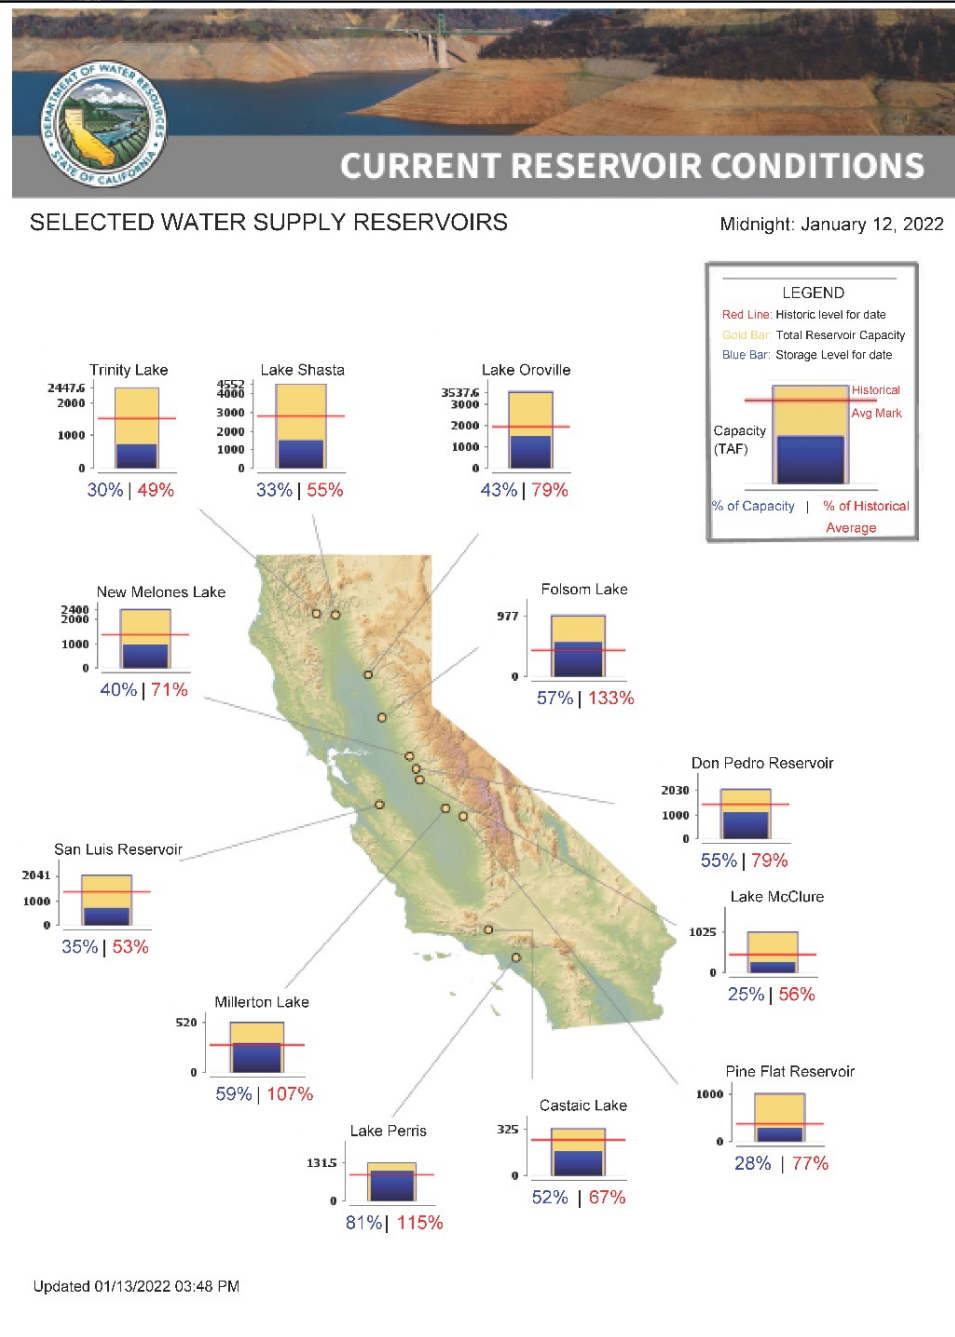 DEPARTMENT OF WATER RESOURCES
STATE OF CALIFORNIA
CURRENT RESERVOIR CONDITIONS
SELECTED WATER SUPPLY RESERVOIRS
Midnight: January 12, 2022
LEGEND
Red Line: Historic level for date
Gold Bar: Total Reservoir Capacity
Blue Bar: Storage Level for date
Historical
Avg Mark
Capacity
(TAF)
% of Capacity | % of Historical
Average
Trinity Lake
2447.6
2000
1000
0
30% | 49%
Lake Shasta
4552
4000
3000
2000
1000
0
33% | 55%
Lake Oroville
3537.6
3000
2000
1000
0
43% | 79%
New Melones Lake
2400
2000
1000
0
40% | 71%
Folsom Lake
977
0
57% | 133%
Don Pedro Reservoir
2030
1000
0
55% | 79%
San Luis Reservoir
2041
1000
0
35% | 53%
Lake McClure
1025
0
25% | 56%
Millerton Lake
520
0
59% | 107%
Pine Flat Reservoir
1000
0
28% | 77%
Castaic Lake
325
0
52% | 67%
Lake Perris
131.5
0
81% | 115%
Updated 01/13/2022 03:48 PM